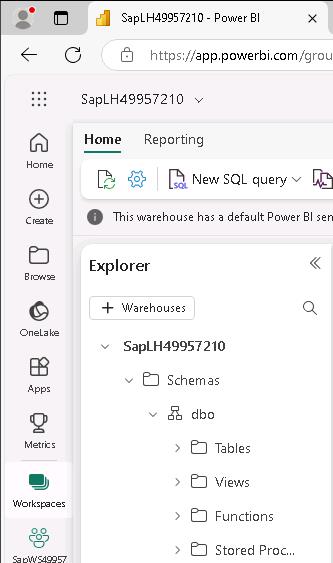 SapLH49957210 - Power BI
https://app.powerbi.com/grou
SapLH49957210
Home
Reporting
SQL
New SQL query
This warehouse has a default Power BI sen
Explorer
+ Warehouses
SapLH49957210
Schemas
dbo
Tables
Views
Functions
Stored Proc...
Home
Create
Browse
OneLake
Apps
Metrics
Workspaces
SapWS49957